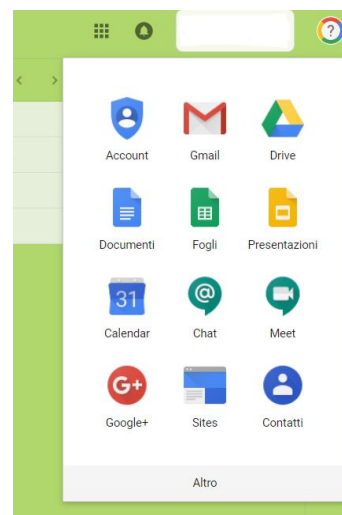 Account Gmail Drive
Documenti Fogli Presentazioni
31
Calendar Chat Meet
G+
Google+ Sites Contatti
Altro